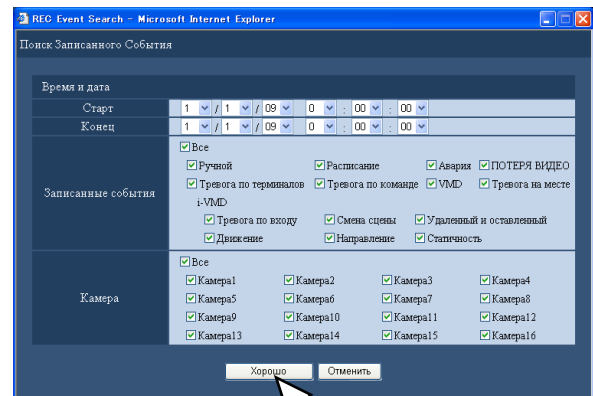 REC Event Search - Microsoft Internet Explorer
Поиск Записанного События
Время и дата
Старт 1 / 1 / 09 0 : 00 : 00
Конец 1 / 1 / 09 0 : 00 : 00
Записанные события
Все
Ручной Расписание Авария ПОТЕРЯ ВИДЕО
Тревога по терминалов Тревога по команде VMD Тревога на месте
i-VMD
Тревога по входу Смена сцены Удаленный и оставленный
Движение Направление Статичность
Камера
Все
Камера1 Камера2 Камера3 Камера4
Камера5 Камера6 Камера7 Камера8
Камера9 Камера10 Камера11 Камера12
Камера13 Камера14 Камера15 Камера16
Хорошо Отменить